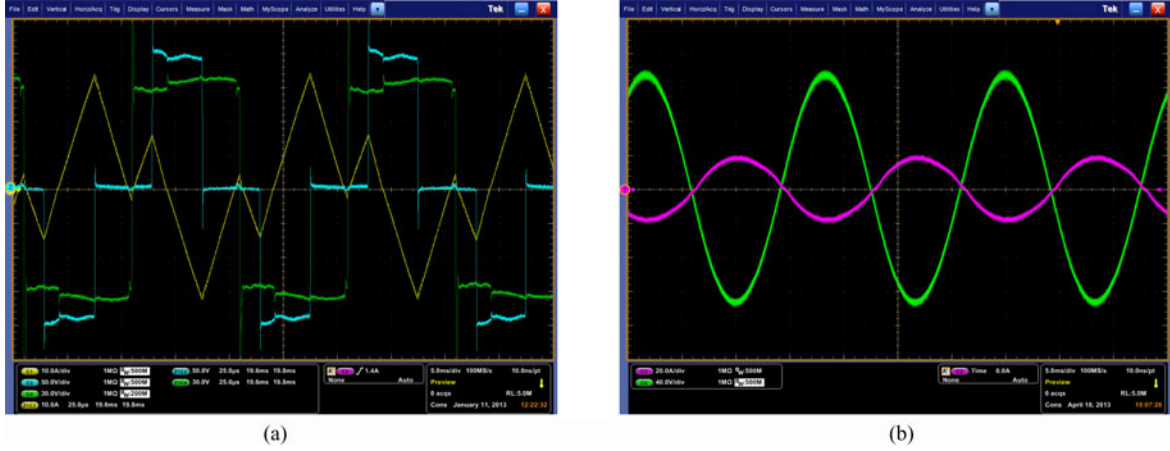 File Edit Vertical Horiz/Acq Trig Display Cursors Measure Mask Math MyScope Analyze Utilities Help Tek X
10.0A/div 1MΩ BW:500M
50.0V/div 1MΩ BW:500M
30.0V/div 1MΩ BW:200M
10.0A 25.0µs 19.6ms 19.8ms
50.0V 25.0µs 19.6ms 19.8ms
30.0V 25.0µs 19.6ms 19.8ms
1.4A
None Auto
5.0ms/div 100MS/s 10.0ns/pt
Preview
0 acqs RL:5.0M
Cons January 11, 2013 12:22:32
(a)
File Edit Vertical Horiz/Acq Trig Display Cursors Measure Mask Math MyScope Analyze Utilities Help Tek X
20.0A/div 1MΩ BW:500M
40.0V/div 1MΩ BW:500M
Time 8.0A
None Auto
5.0ms/div 100MS/s 10.0ns/pt
Preview
0 acqs RL:5.0M
Cons April 18, 2013
(b)